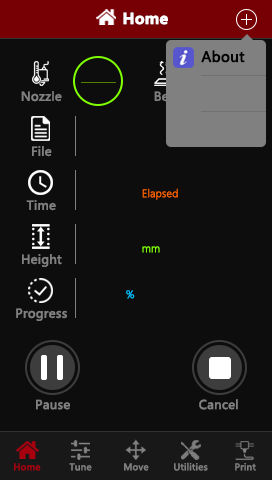 Home
About
Nozzle
Be
File
Time
Elapsed
Height
mm
Progress
%
Pause
Cancel
Home Tune Move Utilities Print